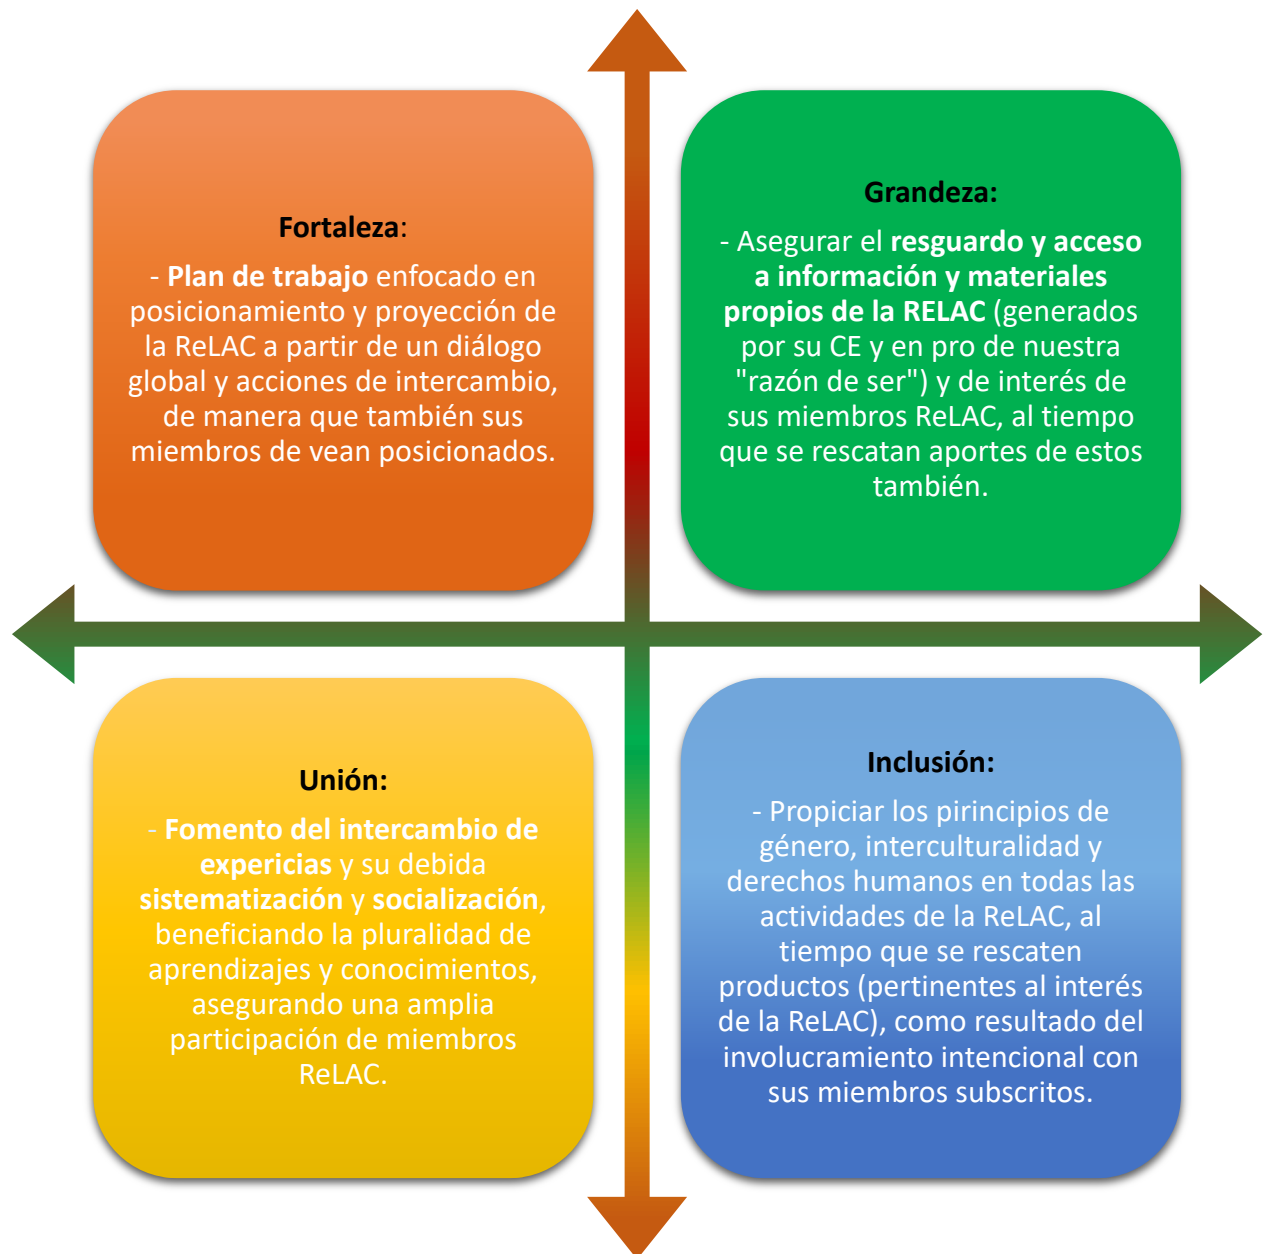 Fortaleza:
- Plan de trabajo enfocado en
posicionamiento y proyección de
la ReLAC a partir de un diálogo
global y acciones de intercambio,
de manera que también sus
miembros de vean posicionados.
Grandeza:
- Asegurar el resguardo y acceso
a información y materiales
propios de la RELAC (generados
por su CE y en pro de nuestra
"razón de ser") y de interés de
sus miembros ReLAC, al tiempo
que se rescatan aportes de estos
también.
Unión:
- Fomento del intercambio de
expericias y su debida
sistematización y socialización,
beneficiando la pluralidad de
aprendizajes y conocimientos,
asegurando una amplia
participación de miembros
ReLAC.
Inclusión:
- Propiciar los pirincipios de
género, interculturalidad y
derechos humanos en todas las
actividades de la ReLAC, al
tiempo que se rescaten
productos (pertinentes al interés
de la ReLAC), como resultado del
involucramiento intencional con
sus miembros subscritos.